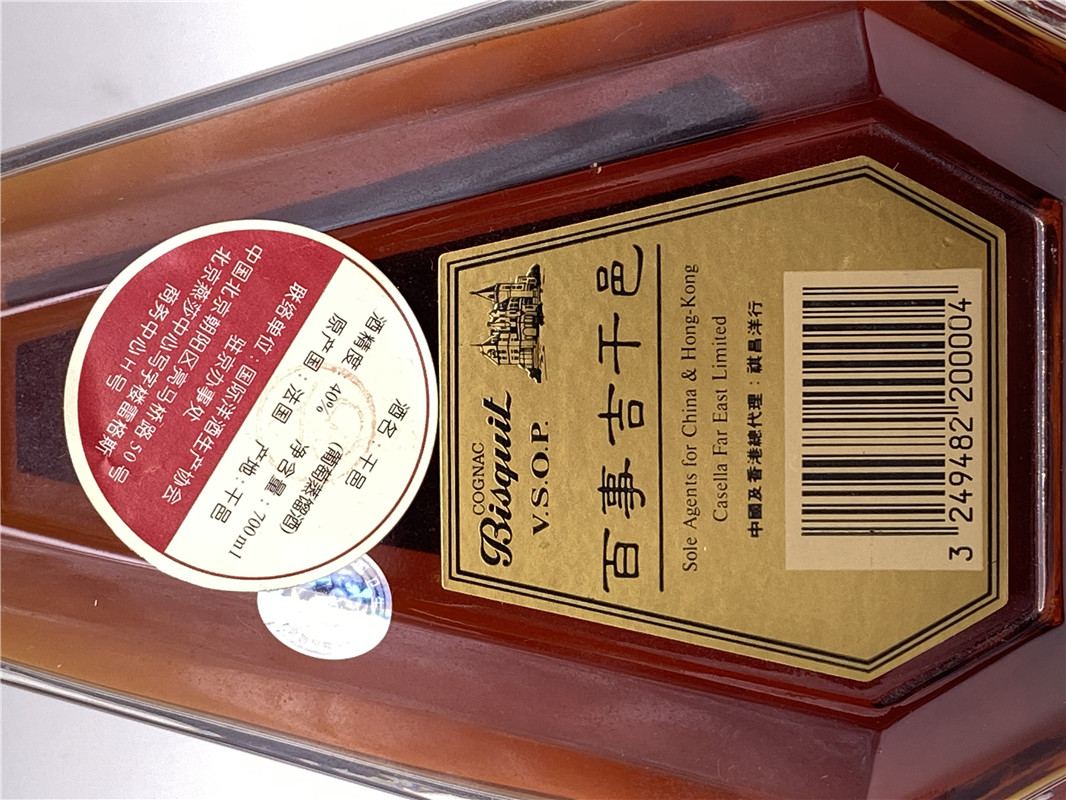 COGNAC
Bisquit
V.S.O.P.
百事吉干邑
Sole Agents for China & Hong-Kong
Casella Far East Limited
中國及香港總代理：祺昌洋行
3 249482 200004
酒名：干邑 (葡萄蒸馏酒)
酒精度：40% 净含量：700ml
原产国：法国 产地：干邑
联络单位：国际洋酒生产协会
驻京办事处
中国北京朝阳区亮马桥路50号
北京燕莎中心写字楼雷格斯
商务中心H号